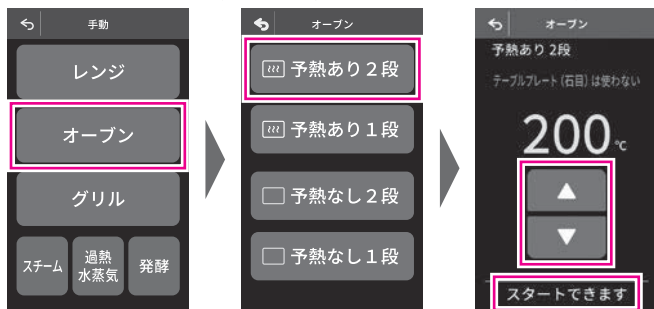 手動
レンジ
オーブン
グリル
スチーム
過熱
水蒸気
発酵
オーブン
予熱あり２段
予熱あり１段
予熱なし２段
予熱なし１段
オーブン
予熱あり 2段
テーブルプレート（石目）は使わない
200℃
スタートできます